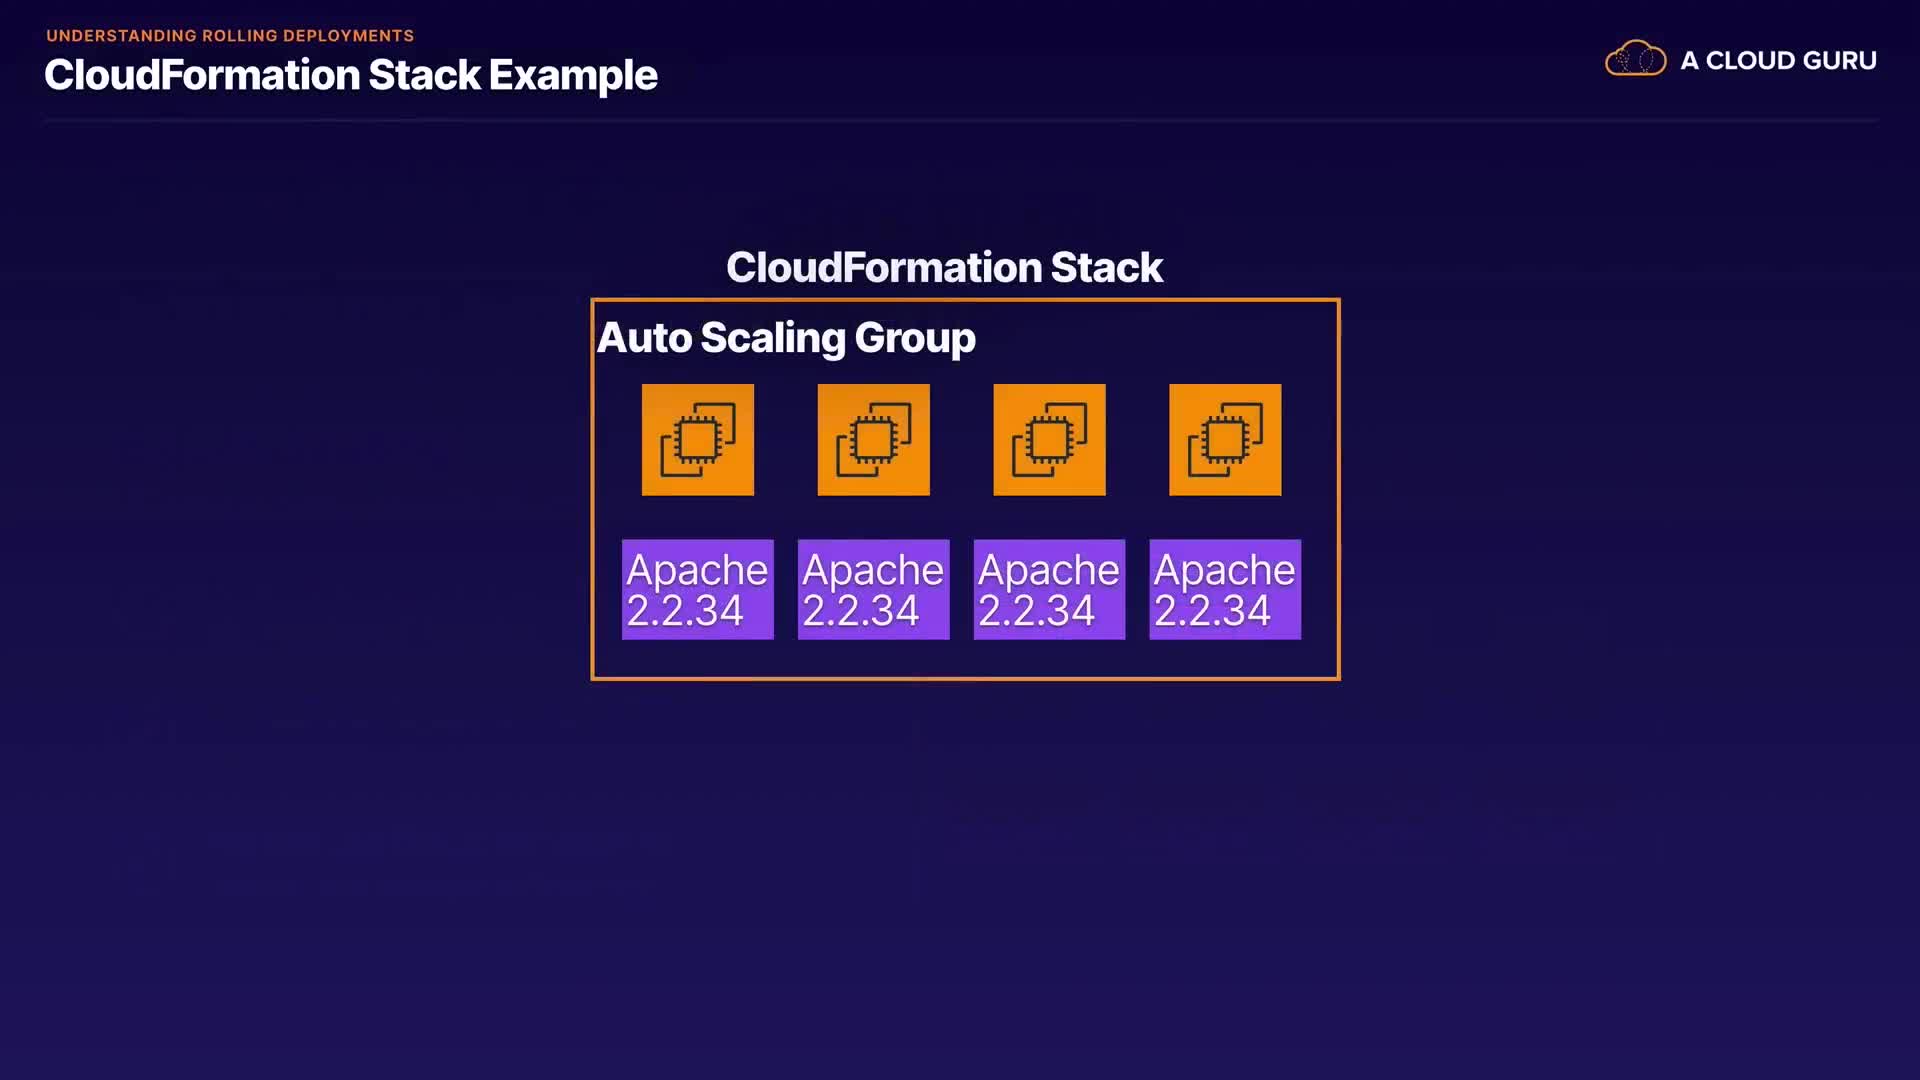 UNDERSTANDING ROLLING DEPLOYMENTS
CloudFormation Stack Example
A CLOUD GURU
CloudFormation Stack
Auto Scaling Group
Apache
2.2.34
Apache
2.2.34
Apache
2.2.34
Apache
2.2.34